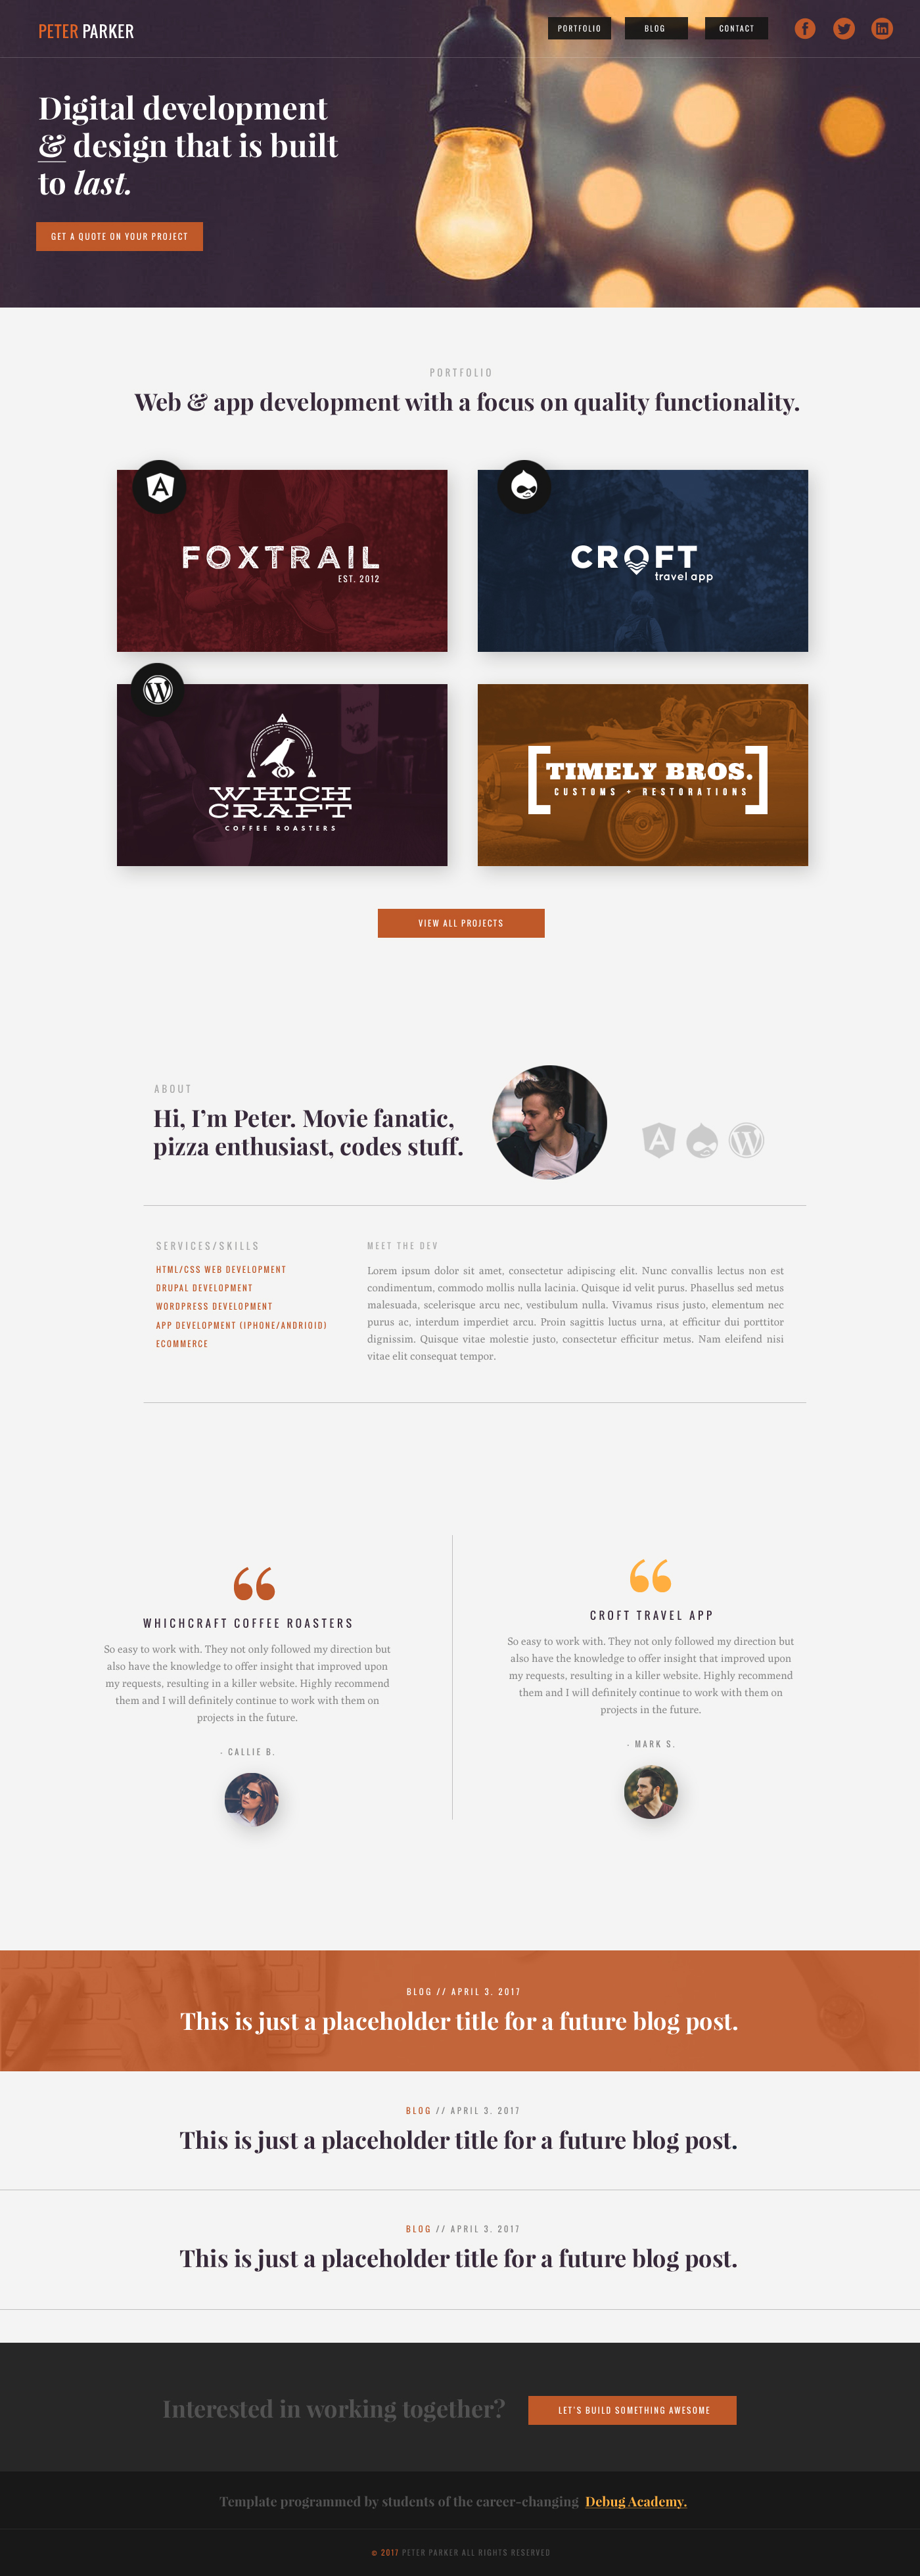 PETER PARKER
PORTFOLIO
BLOG
CONTACT
Digital development
& design that is built
to last.
GET A QUOTE ON YOUR PROJECT
PORTFOLIO
Web & app development with a focus on quality functionality.
FOXTRAIL
EST. 2012
CROFT
travel app
WHICH
CRAFT
COFFEE ROASTERS
TIMELY BROS.
CUSTOMS + RESTORATIONS
VIEW ALL PROJECTS
ABOUT
Hi, I’m Peter. Movie fanatic,
pizza enthusiast, codes stuff.
SERVICES/SKILLS
HTML/CSS WEB DEVELOPMENT
DRUPAL DEVELOPMENT
WORDPRESS DEVELOPMENT
APP DEVELOPMENT (IPHONE/ANDRIOID)
ECOMMERCE
MEET THE DEV
Lorem ipsum dolor sit amet, consectetur adipiscing elit. Nunc convallis lectus non est
condimentum, commodo mollis nulla lacinia. Quisque id velit purus. Phasellus sed metus
malesuada, scelerisque arcu nec, vestibulum nulla. Vivamus risus justo, elementum nec
purus ac, interdum imperdiet arcu. Proin sagittis luctus urna, at efficitur dui porttitor
dignissim. Quisque vitae molestie justo, consectetur efficitur metus. Nam eleifend nisi
vitae elit consequat tempor.
WHICHCRAFT COFFEE ROASTERS
So easy to work with. They not only followed my direction but
also have the knowledge to offer insight that improved upon
my requests, resulting in a killer website. Highly recommend
them and I will definitely continue to work with them on
projects in the future.
- CALLIE B.
CROFT TRAVEL APP
So easy to work with. They not only followed my direction but
also have the knowledge to offer insight that improved upon
my requests, resulting in a killer website. Highly recommend
them and I will definitely continue to work with them on
projects in the future.
- MARK S.
BLOG // APRIL 3. 2017
This is just a placeholder title for a future blog post.
BLOG // APRIL 3. 2017
This is just a placeholder title for a future blog post.
BLOG // APRIL 3. 2017
This is just a placeholder title for a future blog post.
Interested in working together?
LET'S BUILD SOMETHING AWESOME
Template programmed by students of the career-changing Debug Academy.
© 2017 PETER PARKER ALL RIGHTS RESERVED